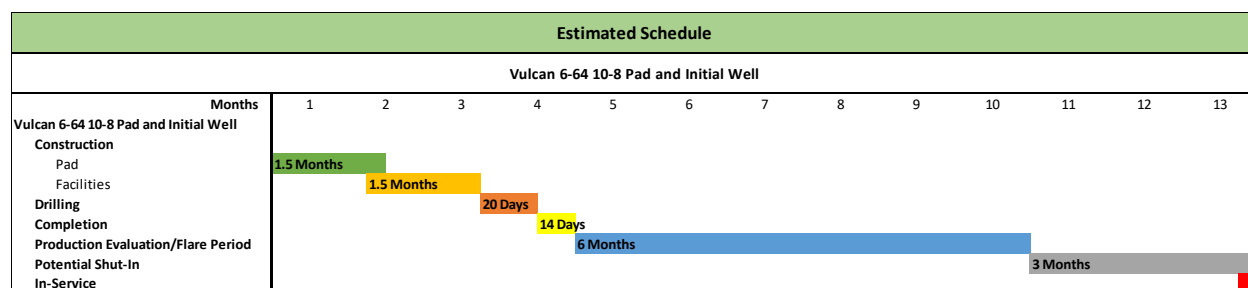 Estimated Schedule
Vulcan 6-64 10-8 Pad and Initial Well
Months 1 2 3 4 5 6 7 8 9 10 11 12 13
Vulcan 6-64 10-8 Pad and Initial Well
Construction
Pad 1.5 Months
Facilities 1.5 Months
Drilling 20 Days
Completion 14 Days
Production Evaluation/Flare Period 6 Months
Potential Shut-In 3 Months
In-Service